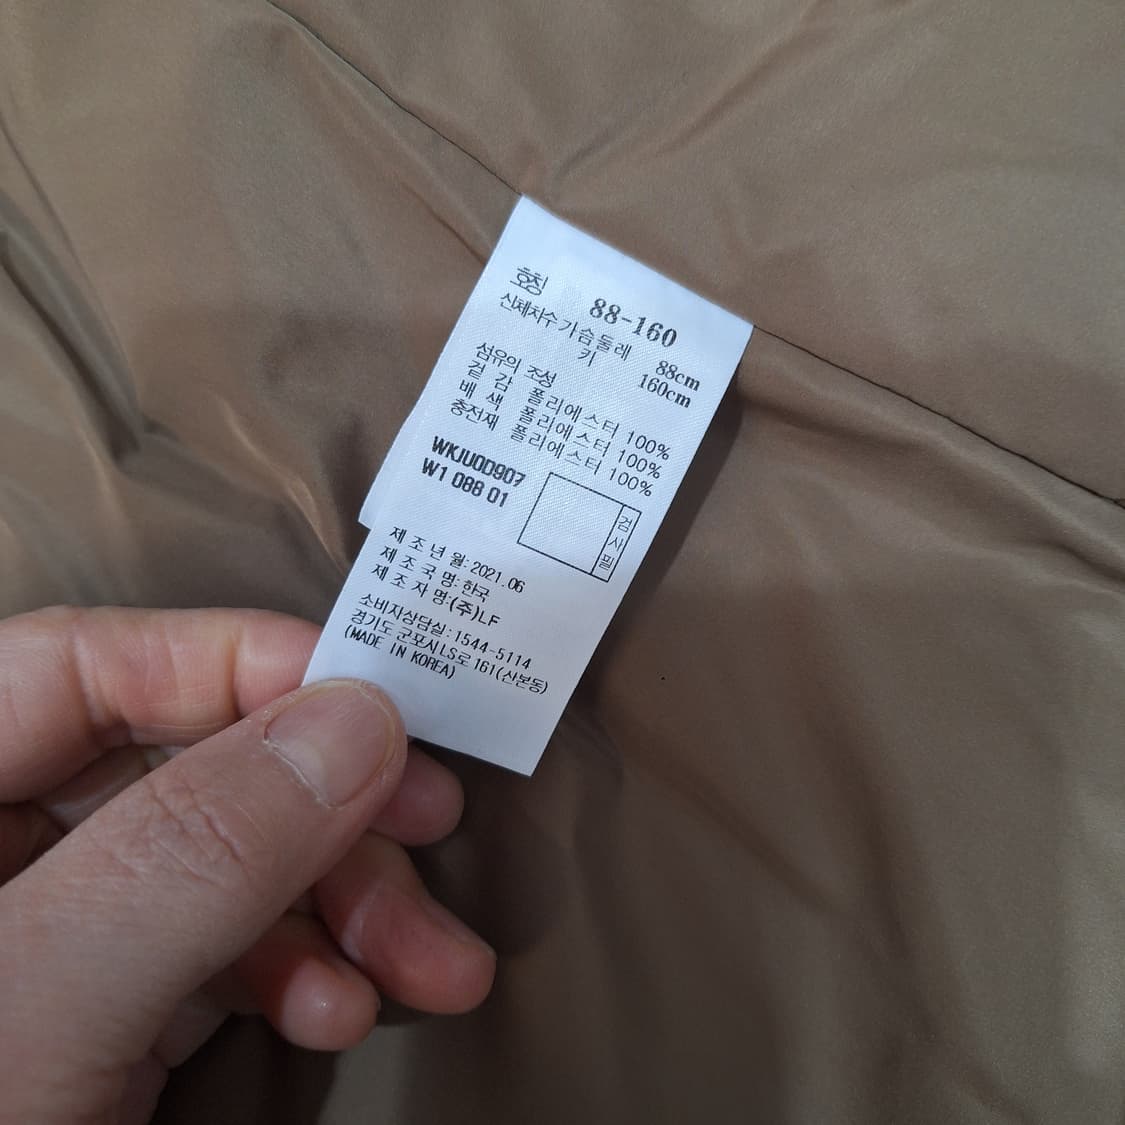 호칭 88-160
신체치수 가슴둘레 88cm
키 160cm
섬유의 조성
겉감 폴리에스터 100%
배색 폴리에스터 100%
충전재 폴리에스터 100%
WKJU0D907
W1 088 01
검사필
제조년월:2021.06
제조국명:한국
제조자명:(주)LF
소비자상담실:1544-5114
경기도 군포시LS로 161(산본동)
(MADE IN KOREA)